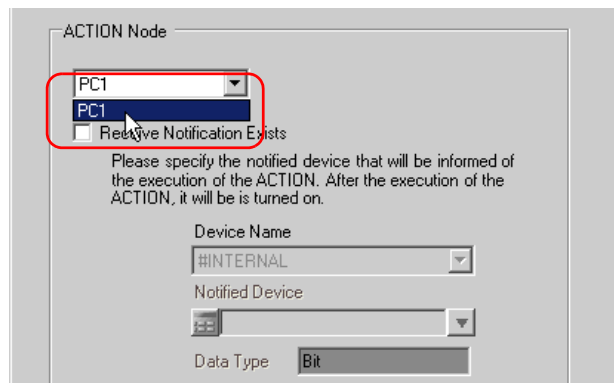 ACTION Node
PC1
PC1
Receive Notification Exists
Please specify the notified device that will be informed of
the execution of the ACTION. After the execution of the
ACTION, it will be is turned on.
Device Name
#INTERNAL
Notified Device
Data Type
Bit